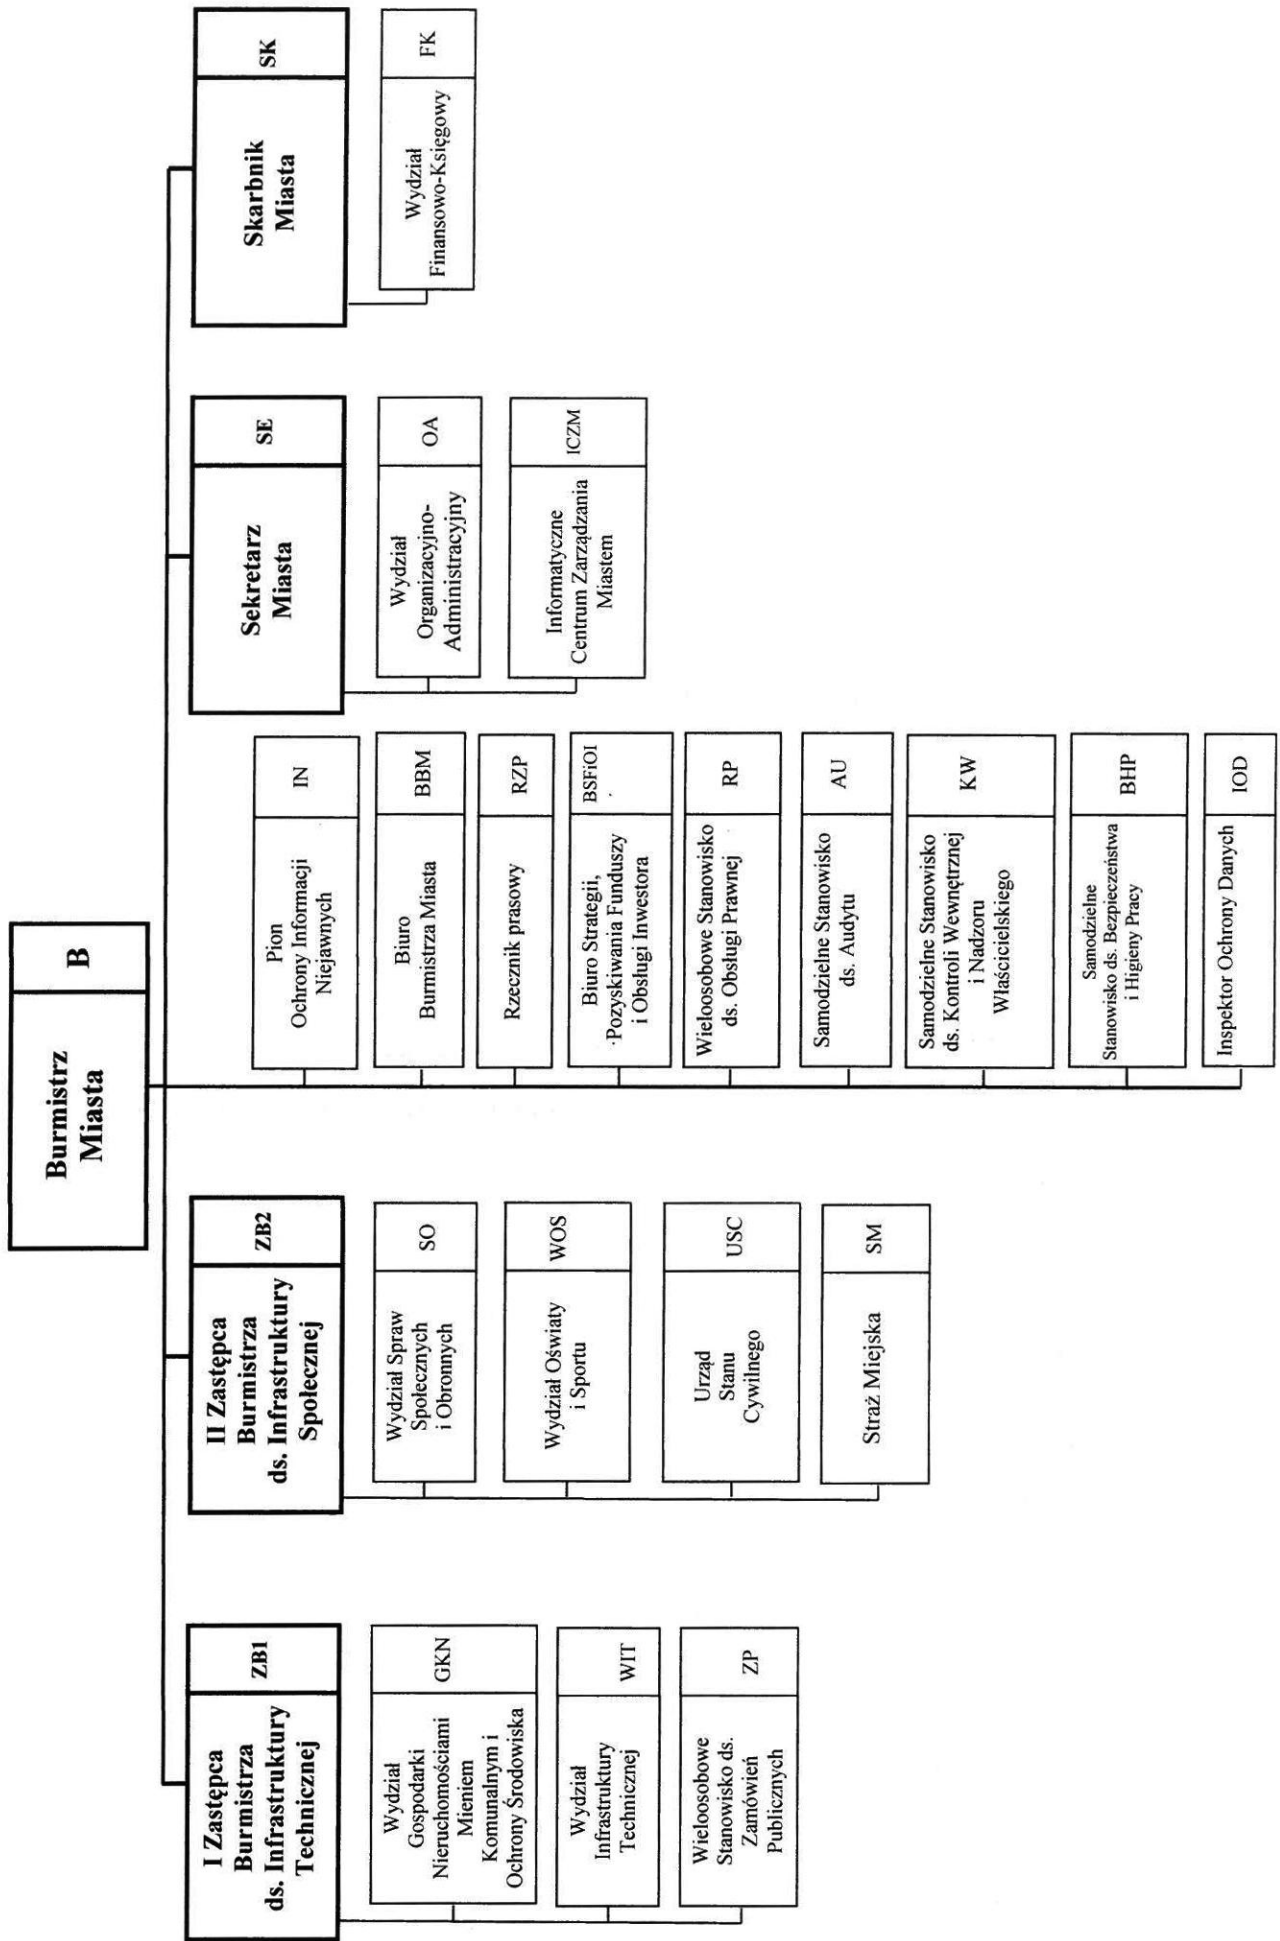 Burmistrz
Miasta
B
I Zastępca
Burmistrza
ds. Infrastruktury
Technicznej
ZB1
Wydział
Gospodarki
Nieruchomościami
Mieniem
Komunalnym i
Ochrony Środowiska
GKN
Wydział
Infrastruktury
Technicznej
WIT
Wieloosobowe
Stanowisko ds.
Zamówień
Publicznych
ZP
II Zastępca
Burmistrza
ds. Infrastruktury
Społecznej
ZB2
Wydział Spraw
Społecznych
i Obronnych
SO
Wydział Oświaty
i Sportu
WOS
Urząd
Stanu
Cywilnego
USC
Straż Miejska
SM
Pion
Ochrony Informacji
Niejawnych
IN
Biuro
Burmistrza Miasta
BBM
Rzecznik prasowy
RZP
Biuro Strategii,
Pozyskiwania Funduszy
i Obsługi Inwestora
BSFiOI
Wieloosobowe Stanowisko
ds. Obsługi Prawnej
RP
Samodzielne Stanowisko
ds. Audytu
AU
Samodzielne Stanowisko
ds. Kontroli Wewnętrznej
i Nadzoru
Właścicielskiego
KW
Samodzielne
Stanowisko ds. Bezpieczeństwa
i Higieny Pracy
BHP
Inspektor Ochrony Danych
IOD
Sekretarz
Miasta
SE
Wydział
Organizacyjno-
Administracyjny
OA
Informatyczne
Centrum Zarządzania
Miastem
ICZM
Skarbnik
Miasta
SK
Wydział
Finansowo-Księgowy
FK